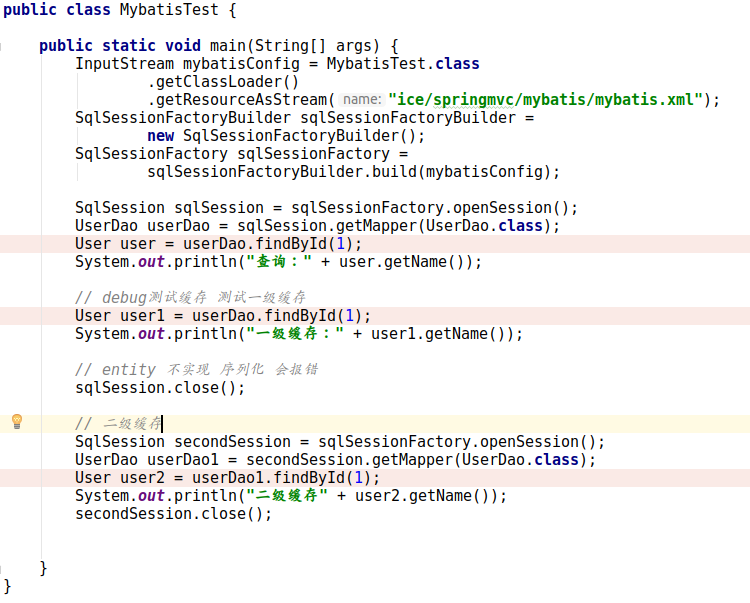 public class MybatisTest {
public static void main(String[] args) {
InputStream mybatisConfig = MybatisTest.class
.getClassLoader()
.getResourceAsStream( name: "ice/springmvc/mybatis/mybatis.xml");
SqlSessionFactoryBuilder sqlSessionFactoryBuilder =
new SqlSessionFactoryBuilder();
SqlSessionFactory sqlSessionFactory =
sqlSessionFactoryBuilder.build(mybatisConfig);
SqlSession sqlSession = sqlSessionFactory.openSession();
UserDao userDao = sqlSession.getMapper(UserDao.class);
User user = userDao.findById(1);
System.out.println("查询：" + user.getName());
// debug测试缓存 测试一级缓存
User user1 = userDao.findById(1);
System.out.println("一级缓存：" + user1.getName());
// entity 不实现 序列化 会报错
sqlSession.close();
// 二级缓存
SqlSession secondSession = sqlSessionFactory.openSession();
UserDao userDao1 = secondSession.getMapper(UserDao.class);
User user2 = userDao1.findById(1);
System.out.println("二级缓存" + user2.getName());
secondSession.close();
}
}